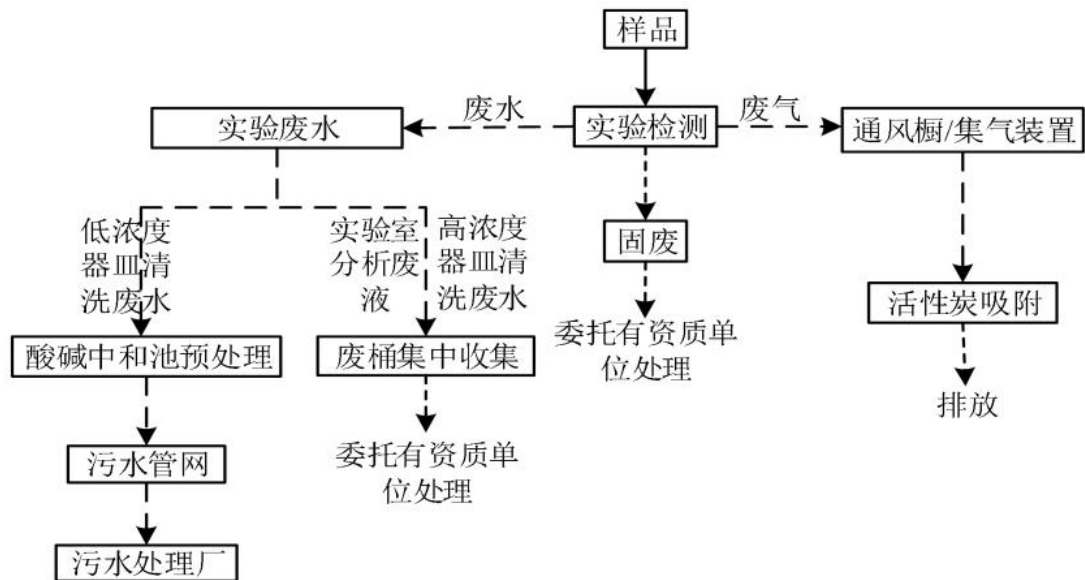 样品
废水
废气
实验废水
实验检测
通风橱/集气装置
低浓度
器皿清
洗废水
实验室
分析废
液
高浓度
器皿清
洗废水
固废
活性炭吸附
委托有资质单
位处理
酸碱中和池预处理
废桶集中收集
排放
污水管网
委托有资质单
位处理
污水处理厂